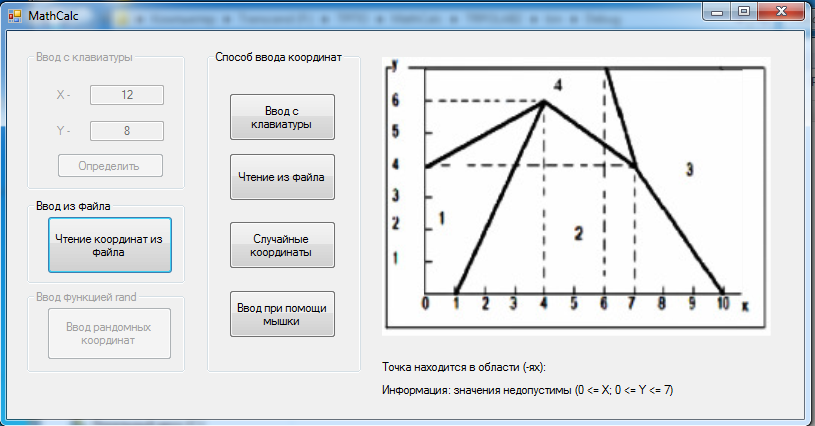 MathCalc
Ввод с клавиатуры
X -
12
Y -
8
Определить
Ввод из файла
Чтение координат из
файла
Ввод функцией rand
Ввод рандомных
координат
Способ ввода координат
Ввод с
клавиатуры
Чтение из файла
Случайные
координаты
Ввод при помощи
мышки
У
6
4
3
2
1
4
3
1
2
0 1 2 3 4 5 6 7 10 x
Точка находится в области (-ях):
Информация: значения недопустимы (0 <= X; 0 <= Y <= 7)